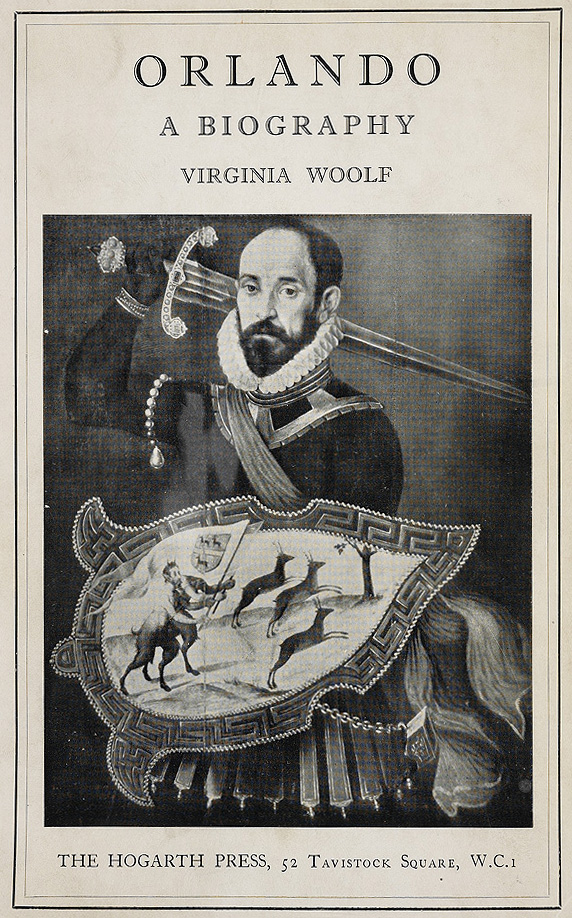 ORLANDO
A BIOGRAPHY
VIRGINIA WOOLF
THE HOGARTH PRESS, 52 TAVISTOCK SQUARE, W.C.1